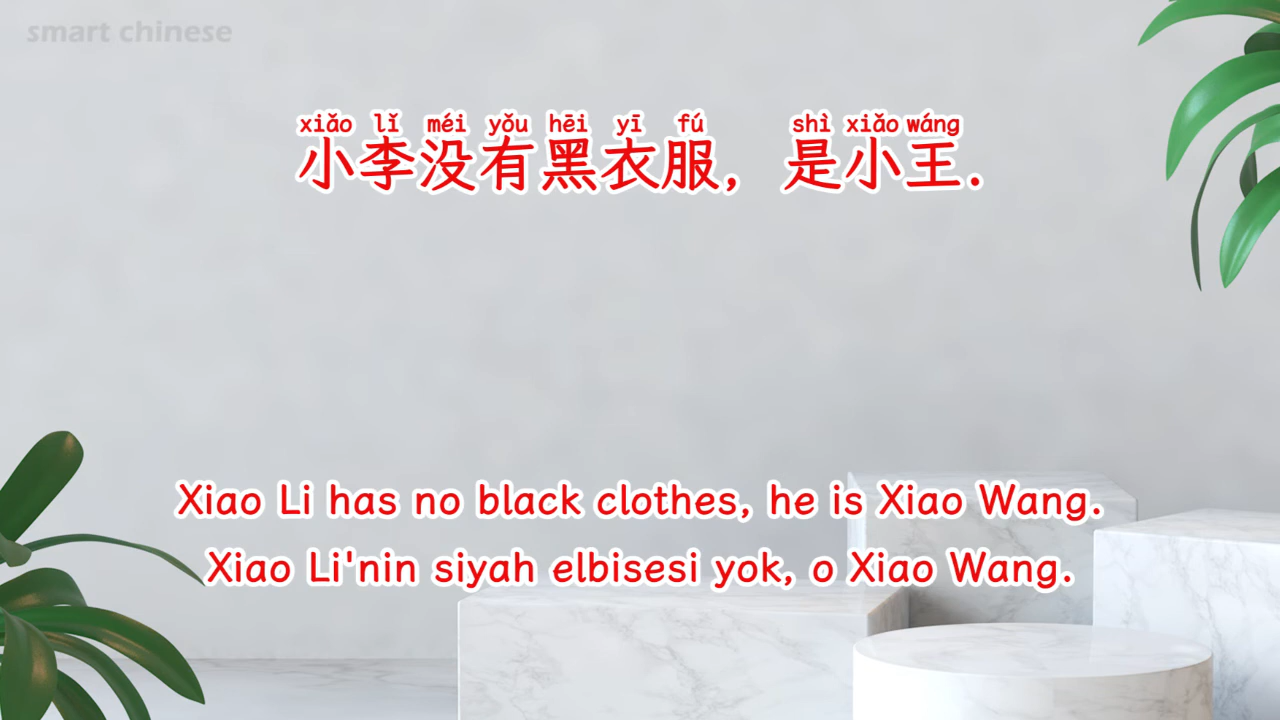 smart chinese
xiǎo lǐ méi yǒu hēi yī fú shì xiǎo wáng
小李没有黑衣服, 是小王.
Xiao Li has no black clothes, he is Xiao Wang.
Xiao Li'nin siyah elbisesi yok, o Xiao Wang.